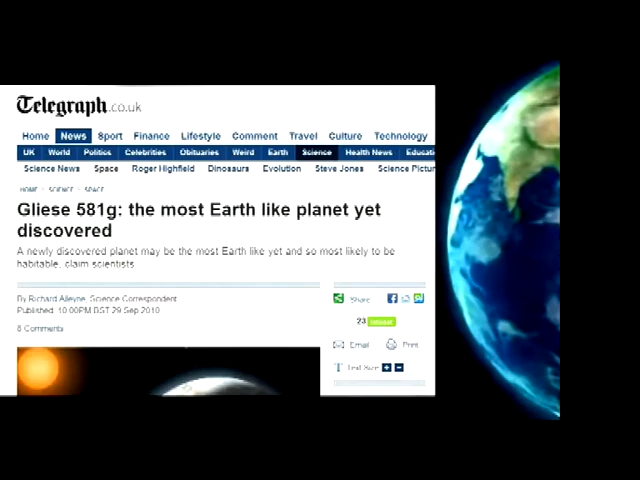 Telegraph.co.uk
Home News Sport Finance Lifestyle Comment Travel Culture Technology
UK World Politics Celebrities Obituaries Weird Earth Science Health News Educati
Science News Space Roger Highfield Dinosaurs Evolution Steve Jones Science Pictur
HOME SCIENCE SPACE
Gliese 581g: the most Earth like planet yet
discovered
A newly discovered planet may be the most Earth like yet and so most likely to be
habitable, claim scientists
By Richard Alleyne, Science Correspondent
Published: 10:00PM BST 29 Sep 2010
8 Comments
Share
23 retweet
Email Print
Text Size